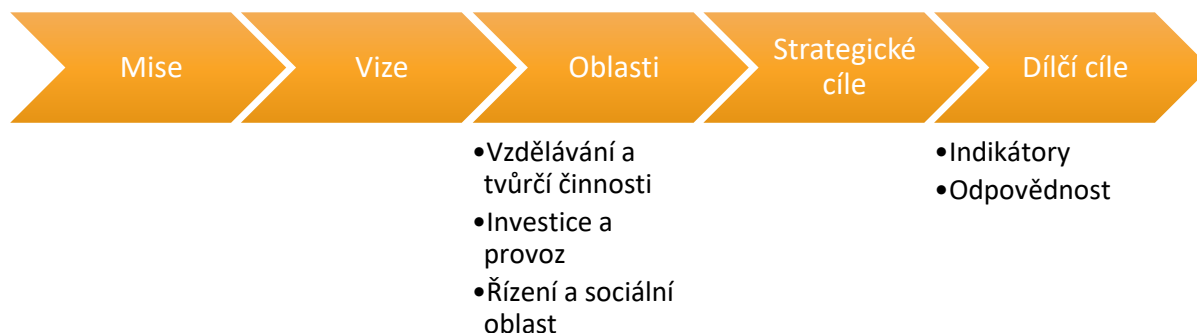 Mise
Vize
Oblasti
Strategické
cíle
Dílčí cíle
•Vzdělávání a
tvůrčí činnosti
•Investice a
provoz
•Řízení a sociální
oblast
•Indikátory
•Odpovědnost